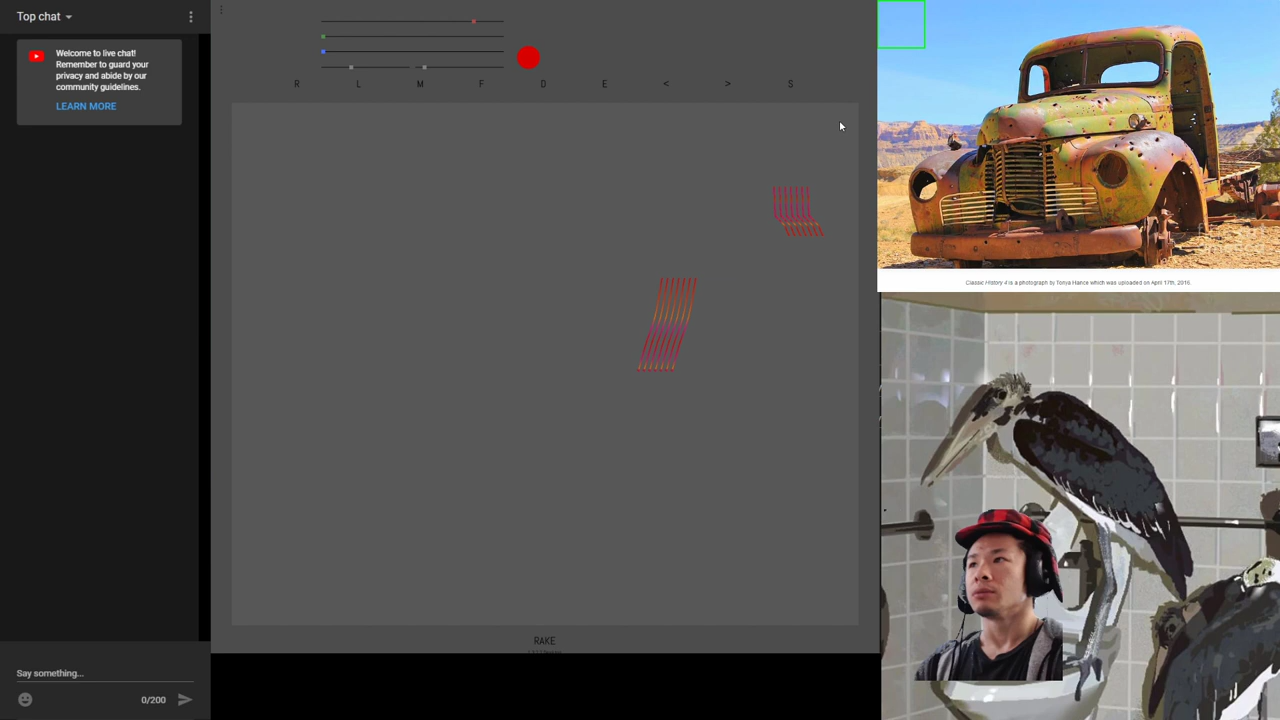 Top chat
Welcome to live chat!
Remember to guard your
privacy and abide by our
community guidelines.
LEARN MORE
R L M F D E < > S
Classic History 4 is a photograph by Tonya Hance which was uploaded on April 17th, 2016.
RAKE
Say something...
0/200